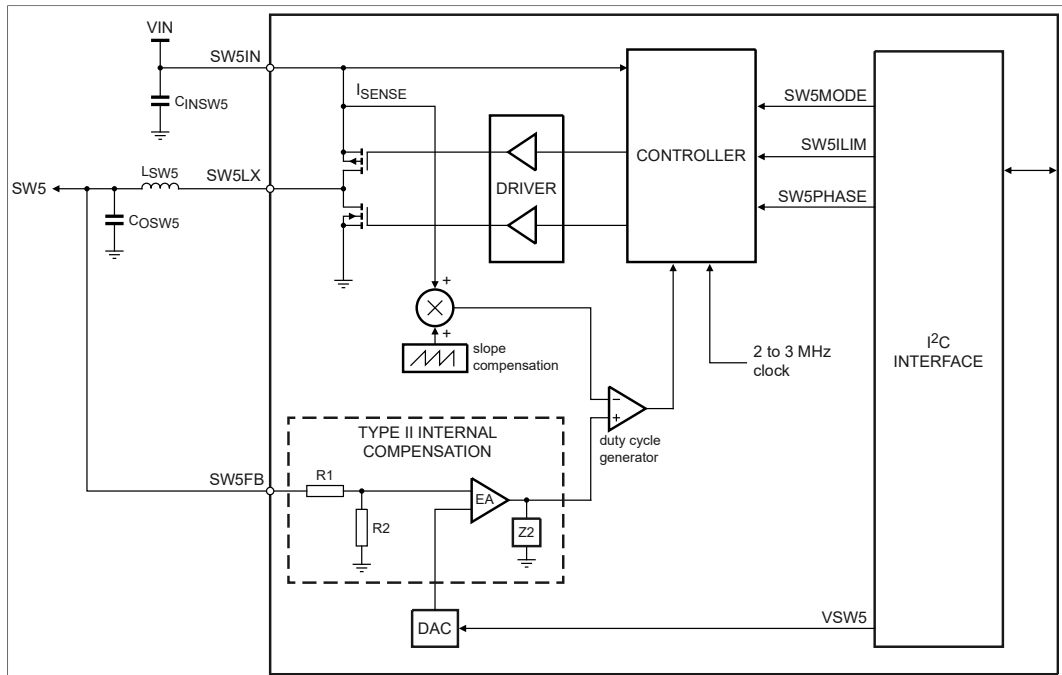 VIN
SW5IN
CINSW5
ISENSE
SW5MODE
CONTROLLER
SW5ILIM
DRIVER
SW5PHASE
LSW5
SW5LX
SW5
COSW5
+
+
slope
compensation
2 to 3 MHz
clock
I2C
INTERFACE
−
+
duty cycle
generator
TYPE II INTERNAL
COMPENSATION
SW5FB
R1
R2
EA
Z2
DAC
VSW5